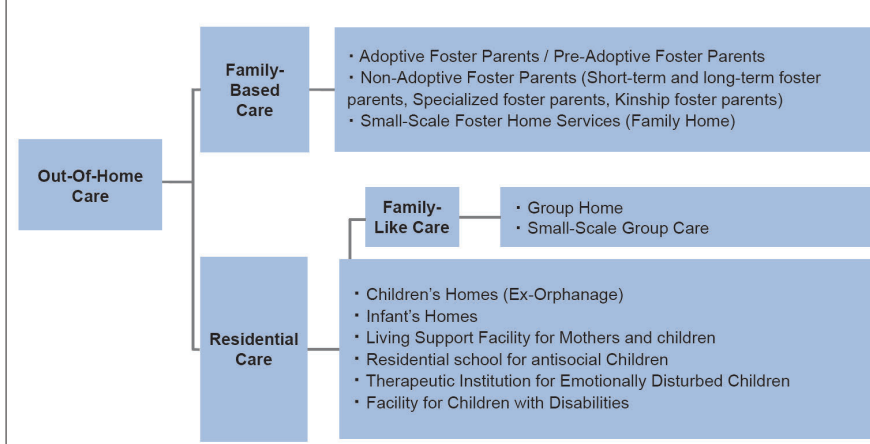 Out-Of-Home
Care
Family-
Based
Care
・Adoptive Foster Parents / Pre-Adoptive Foster Parents
・Non-Adoptive Foster Parents (Short-term and long-term foster
parents, Specialized foster parents, Kinship foster parents)
・Small-Scale Foster Home Services (Family Home)
Family-
Like Care
・Group Home
・Small-Scale Group Care
Residential
Care
・Children's Homes (Ex-Orphanage)
・Infant's Homes
・Living Support Facility for Mothers and children
・Residential school for antisocial Children
・Therapeutic Institution for Emotionally Disturbed Children
・Facility for Children with Disabilities